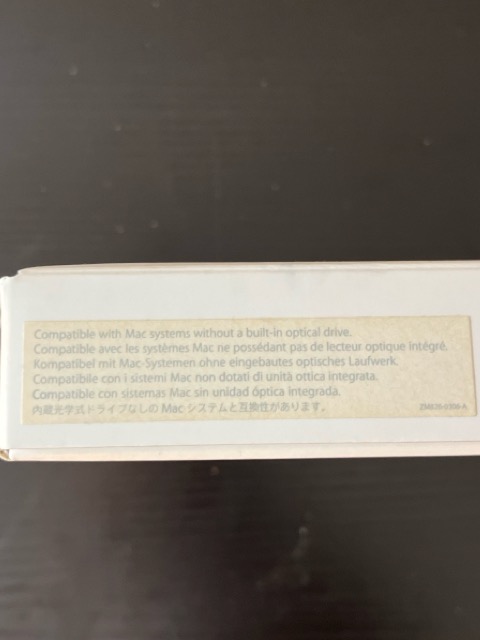 Compatible with Mac systems without a built-in optical drive.
Compatible avec les systèmes Mac ne possédant pas de lecteur optique intégré.
Kompatibel mit Mac-Systemen ohne eingebautes optisches Laufwerk.
Compatibile con i sistemi Mac non dotati di unità ottica integrata.
Compatible con sistemas Mac sin unidad óptica integrada.
内蔵光学式ドライブなしの Mac システムと互換性があります。